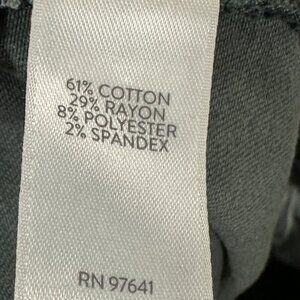 61% COTTON
29% RAYON
8% POLYESTER
2% SPANDEX
RN 97641